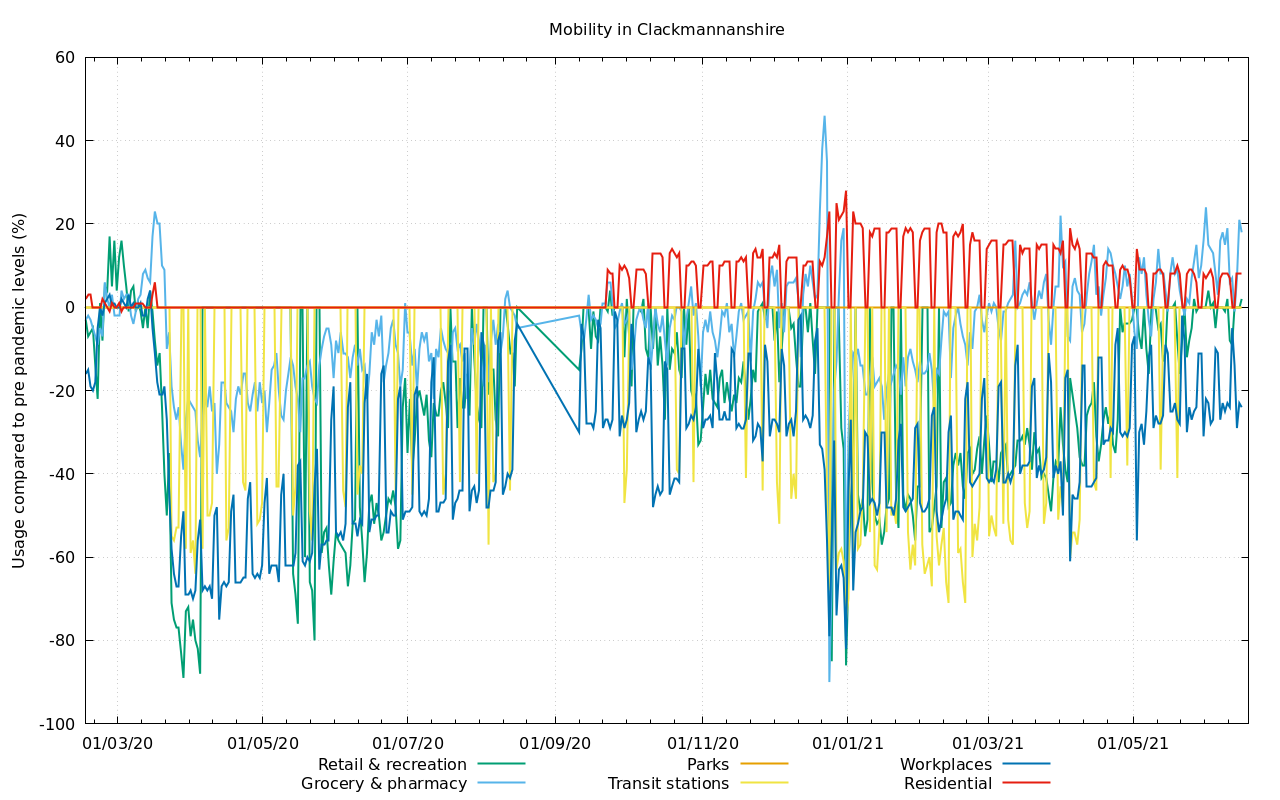 Mobility in Clackmannanshire
Usage compared to pre pandemic levels (%)
60
40
20
0
-20
-40
-60
-80
-100
01/03/20 01/05/20 01/07/20 01/09/20 01/11/20 01/01/21 01/03/21 01/05/21
Retail & recreation Parks Workplaces
Grocery & pharmacy Transit stations Residential